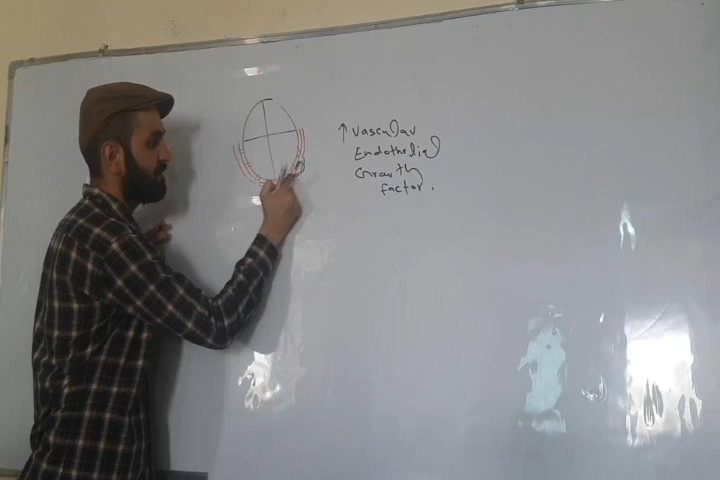 ↑ Vascular
Endothelial
Growth
factor.